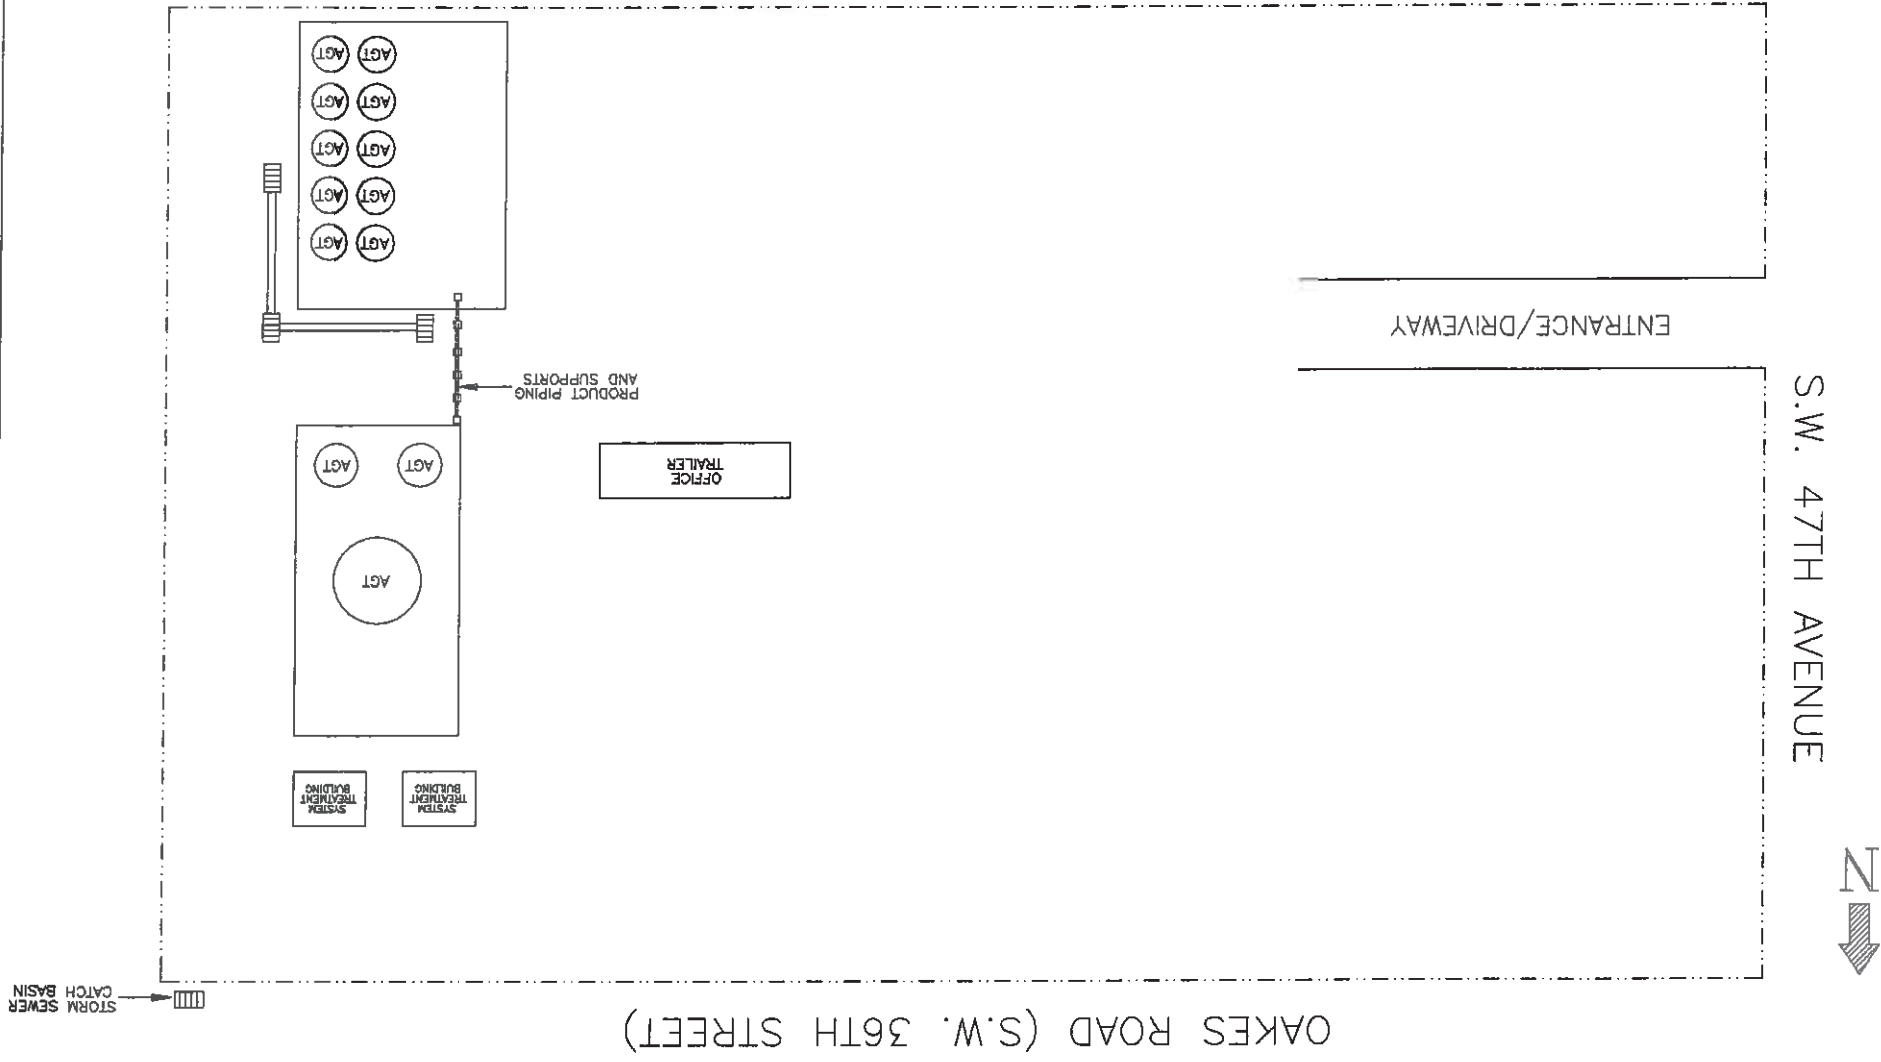 OAKES ROAD (S.W. 36TH STREET)
STORM SEWER
CATCH BASIN
N
SYSTEM
TREATMENT
BUILDING
SYSTEM
TREATMENT
BUILDING
S.W. 47TH AVENUE
AGT
OFFICE
TRAILER
AGT
AGT
PRODUCT PIPING
AND SUPPORTS
ENTRANCE/DRIVEWAY
AGT
AGT
AGT
AGT
AGT
AGT
AGT
AGT
AGT
AGT